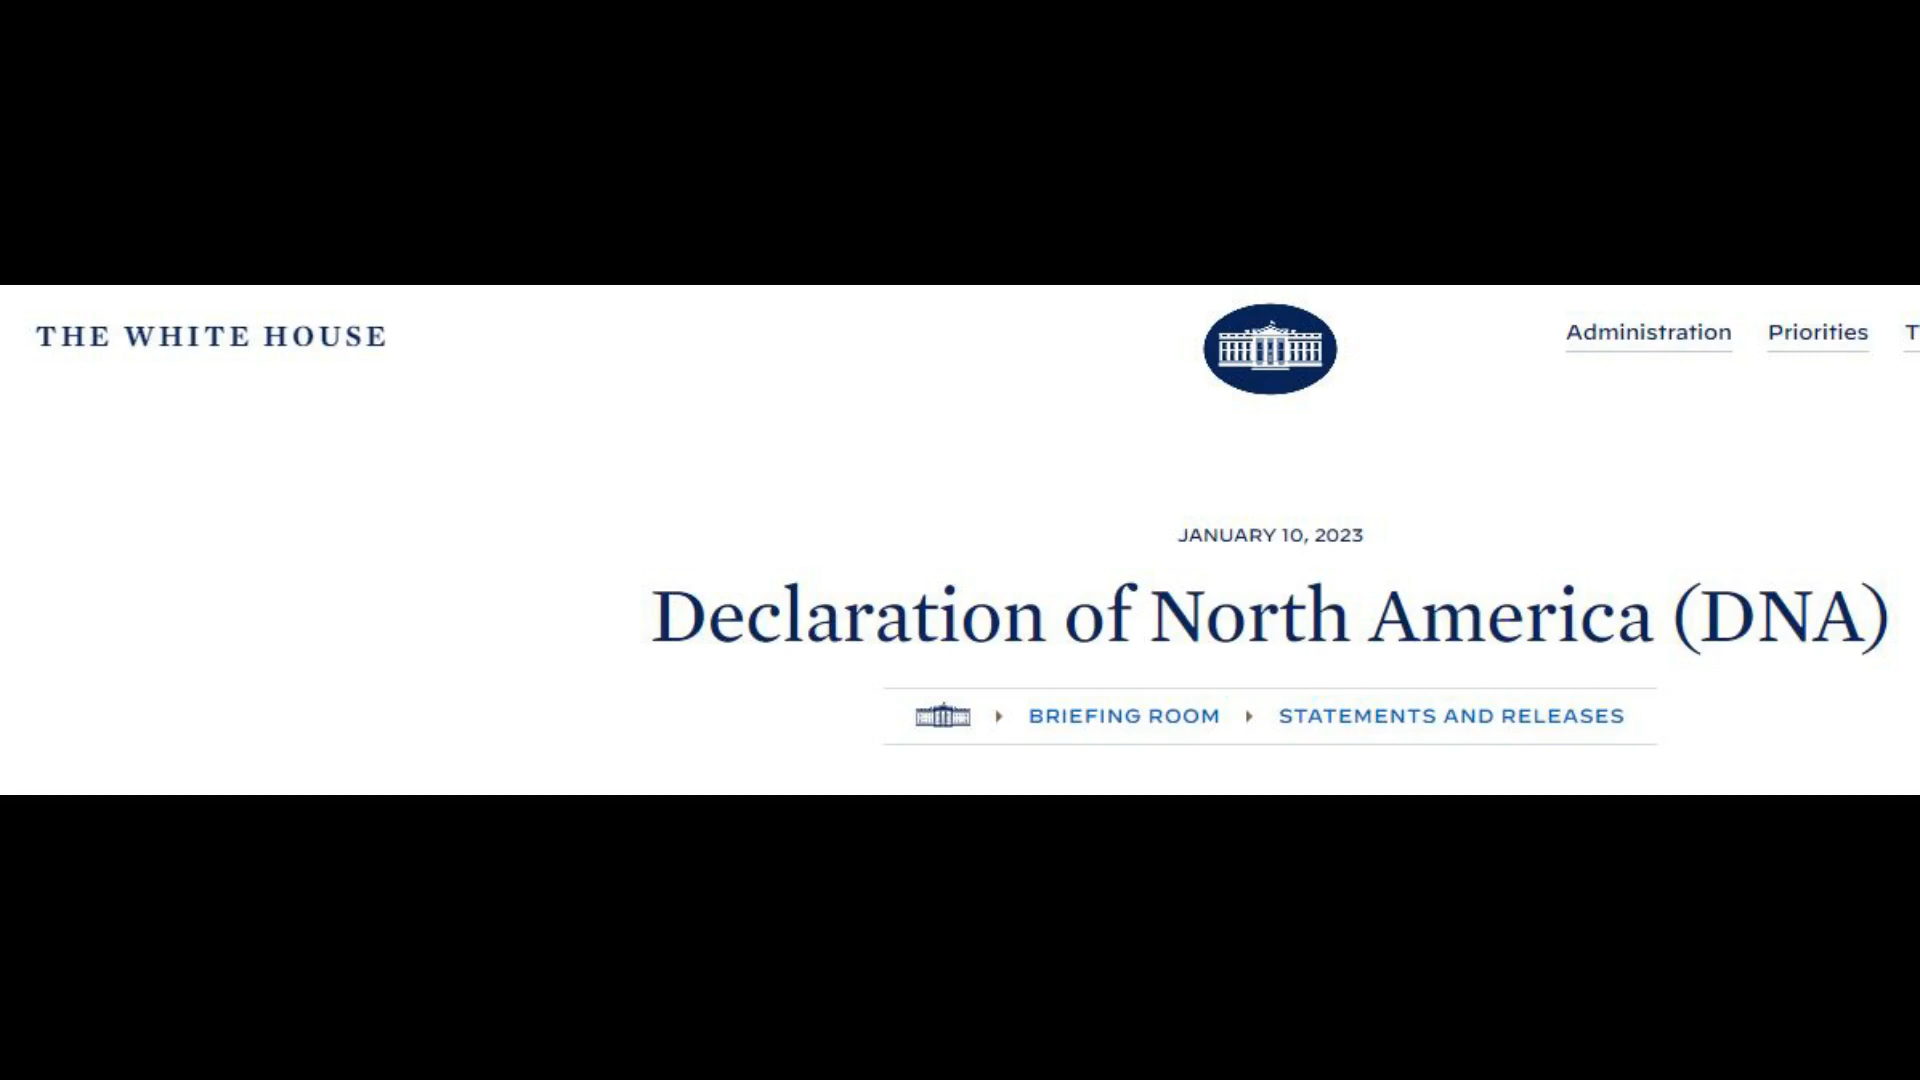 THE WHITE HOUSE
Administration Priorities T
JANUARY 10, 2023
Declaration of North America (DNA)
BRIEFING ROOM STATEMENTS AND RELEASES